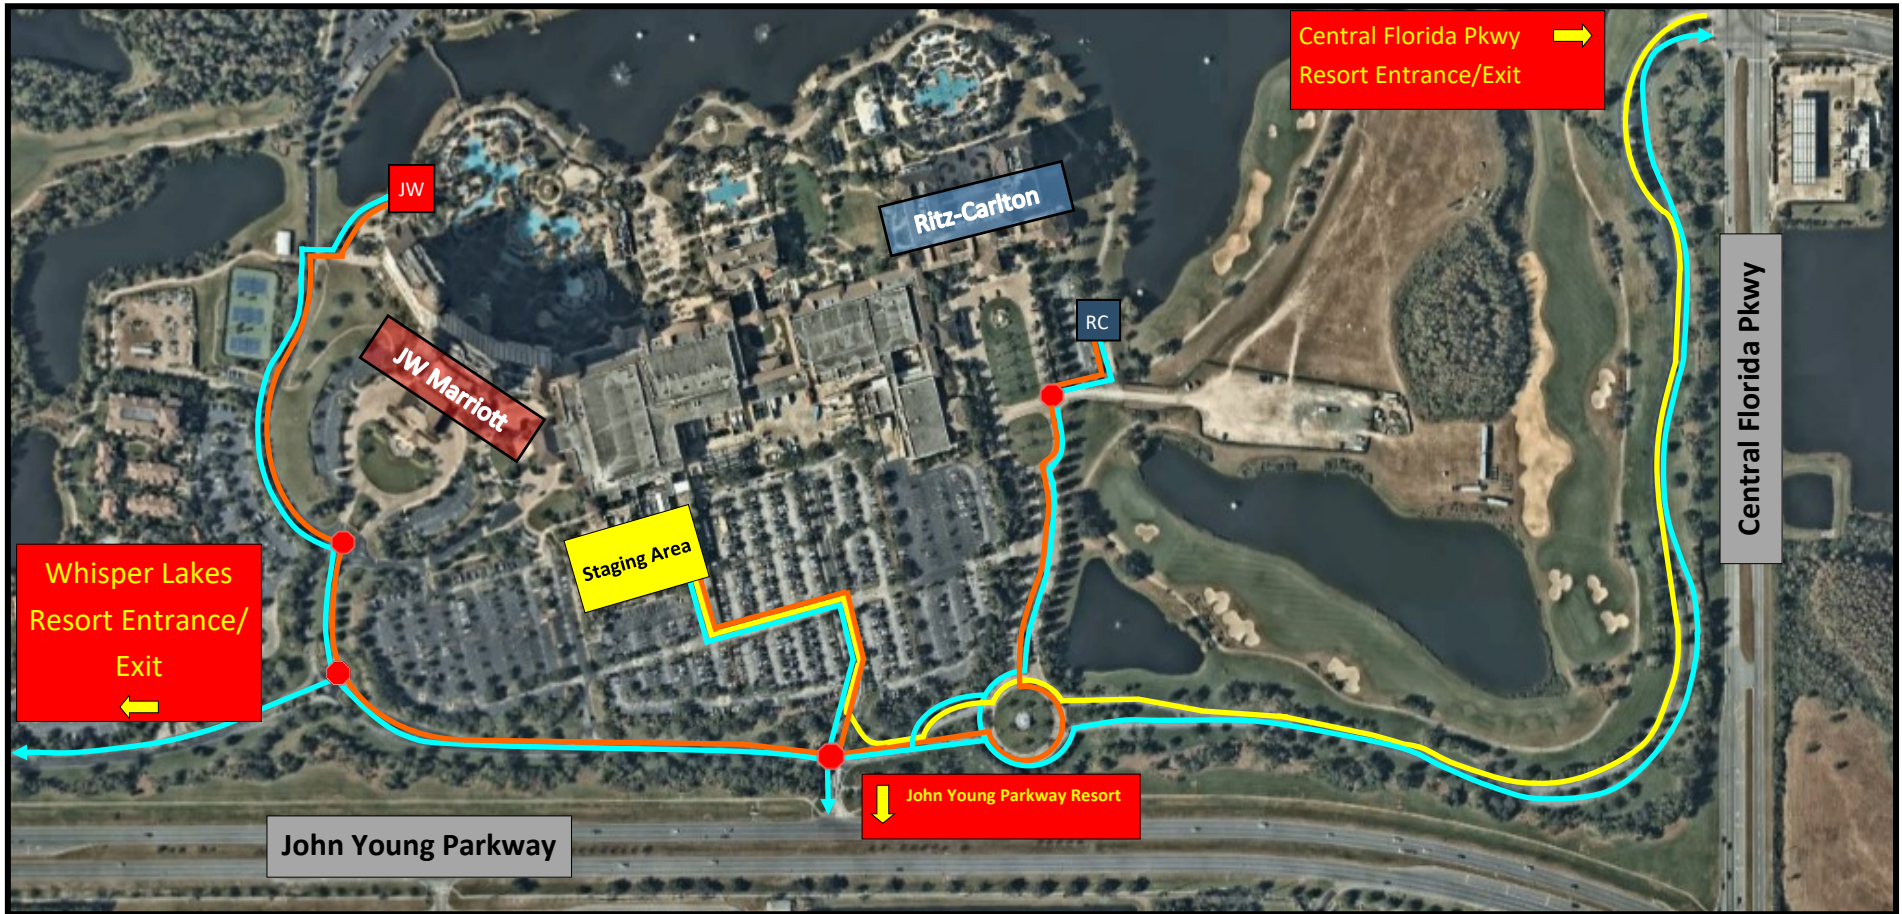 Central Florida Pkwy
Resort Entrance/Exit
JW
Ritz-Carlton
RC
JW Marriott
Central Florida Pkwy
Staging Area
Whisper Lakes
Resort Entrance/
Exit
John Young Parkway Resort
John Young Parkway